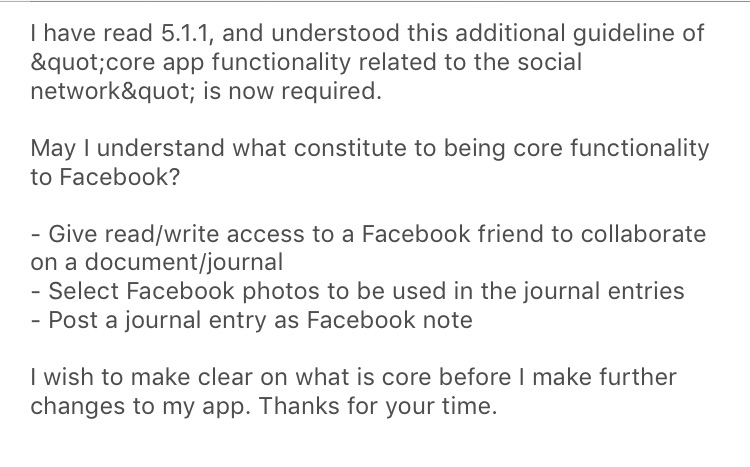 I have read 5.1.1, and understood this additional guideline of
&quot;core app functionality related to the social
network&quot; is now required.
May I understand what constitute to being core functionality
to Facebook?
- Give read/write access to a Facebook friend to collaborate
on a document/journal
- Select Facebook photos to be used in the journal entries
- Post a journal entry as Facebook note
I wish to make clear on what is core before I make further
changes to my app. Thanks for your time.